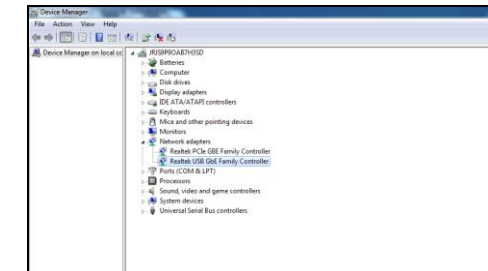 Device Manager
File Action View Help
Device Manager on local co
Batteries
Computer
Disk drives
Display adapters
IDE ATA/ATAPI controllers
Keyboards
Mice and other pointing devices
Monitors
Network adapters
Realtek PCIe GBE Family Controller
Realtek USB GbE Family Controller
Ports (COM & LPT)
Processors
Sound, video and game controllers
System devices
Universal Serial Bus controllers